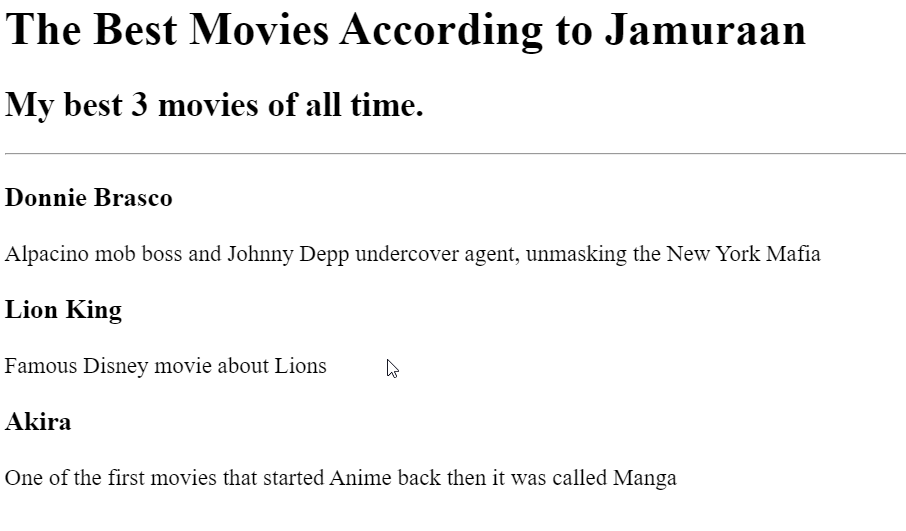 The Best Movies According to Jamuraan
My best 3 movies of all time.
Donnie Brasco
Alpacino mob boss and Johnny Depp undercover agent, unmasking the New York Mafia
Lion King
Famous Disney movie about Lions
Akira
One of the first movies that started Anime back then it was called Manga